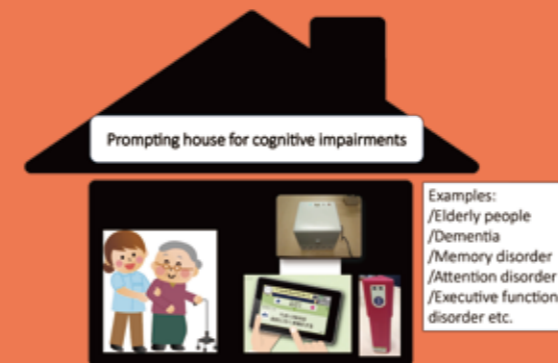 Prompting house for cognitive impairments
Examples:
/Elderly people
/Dementia
/Memory disorder
/Attention disorder
/Executive function
disorder etc.